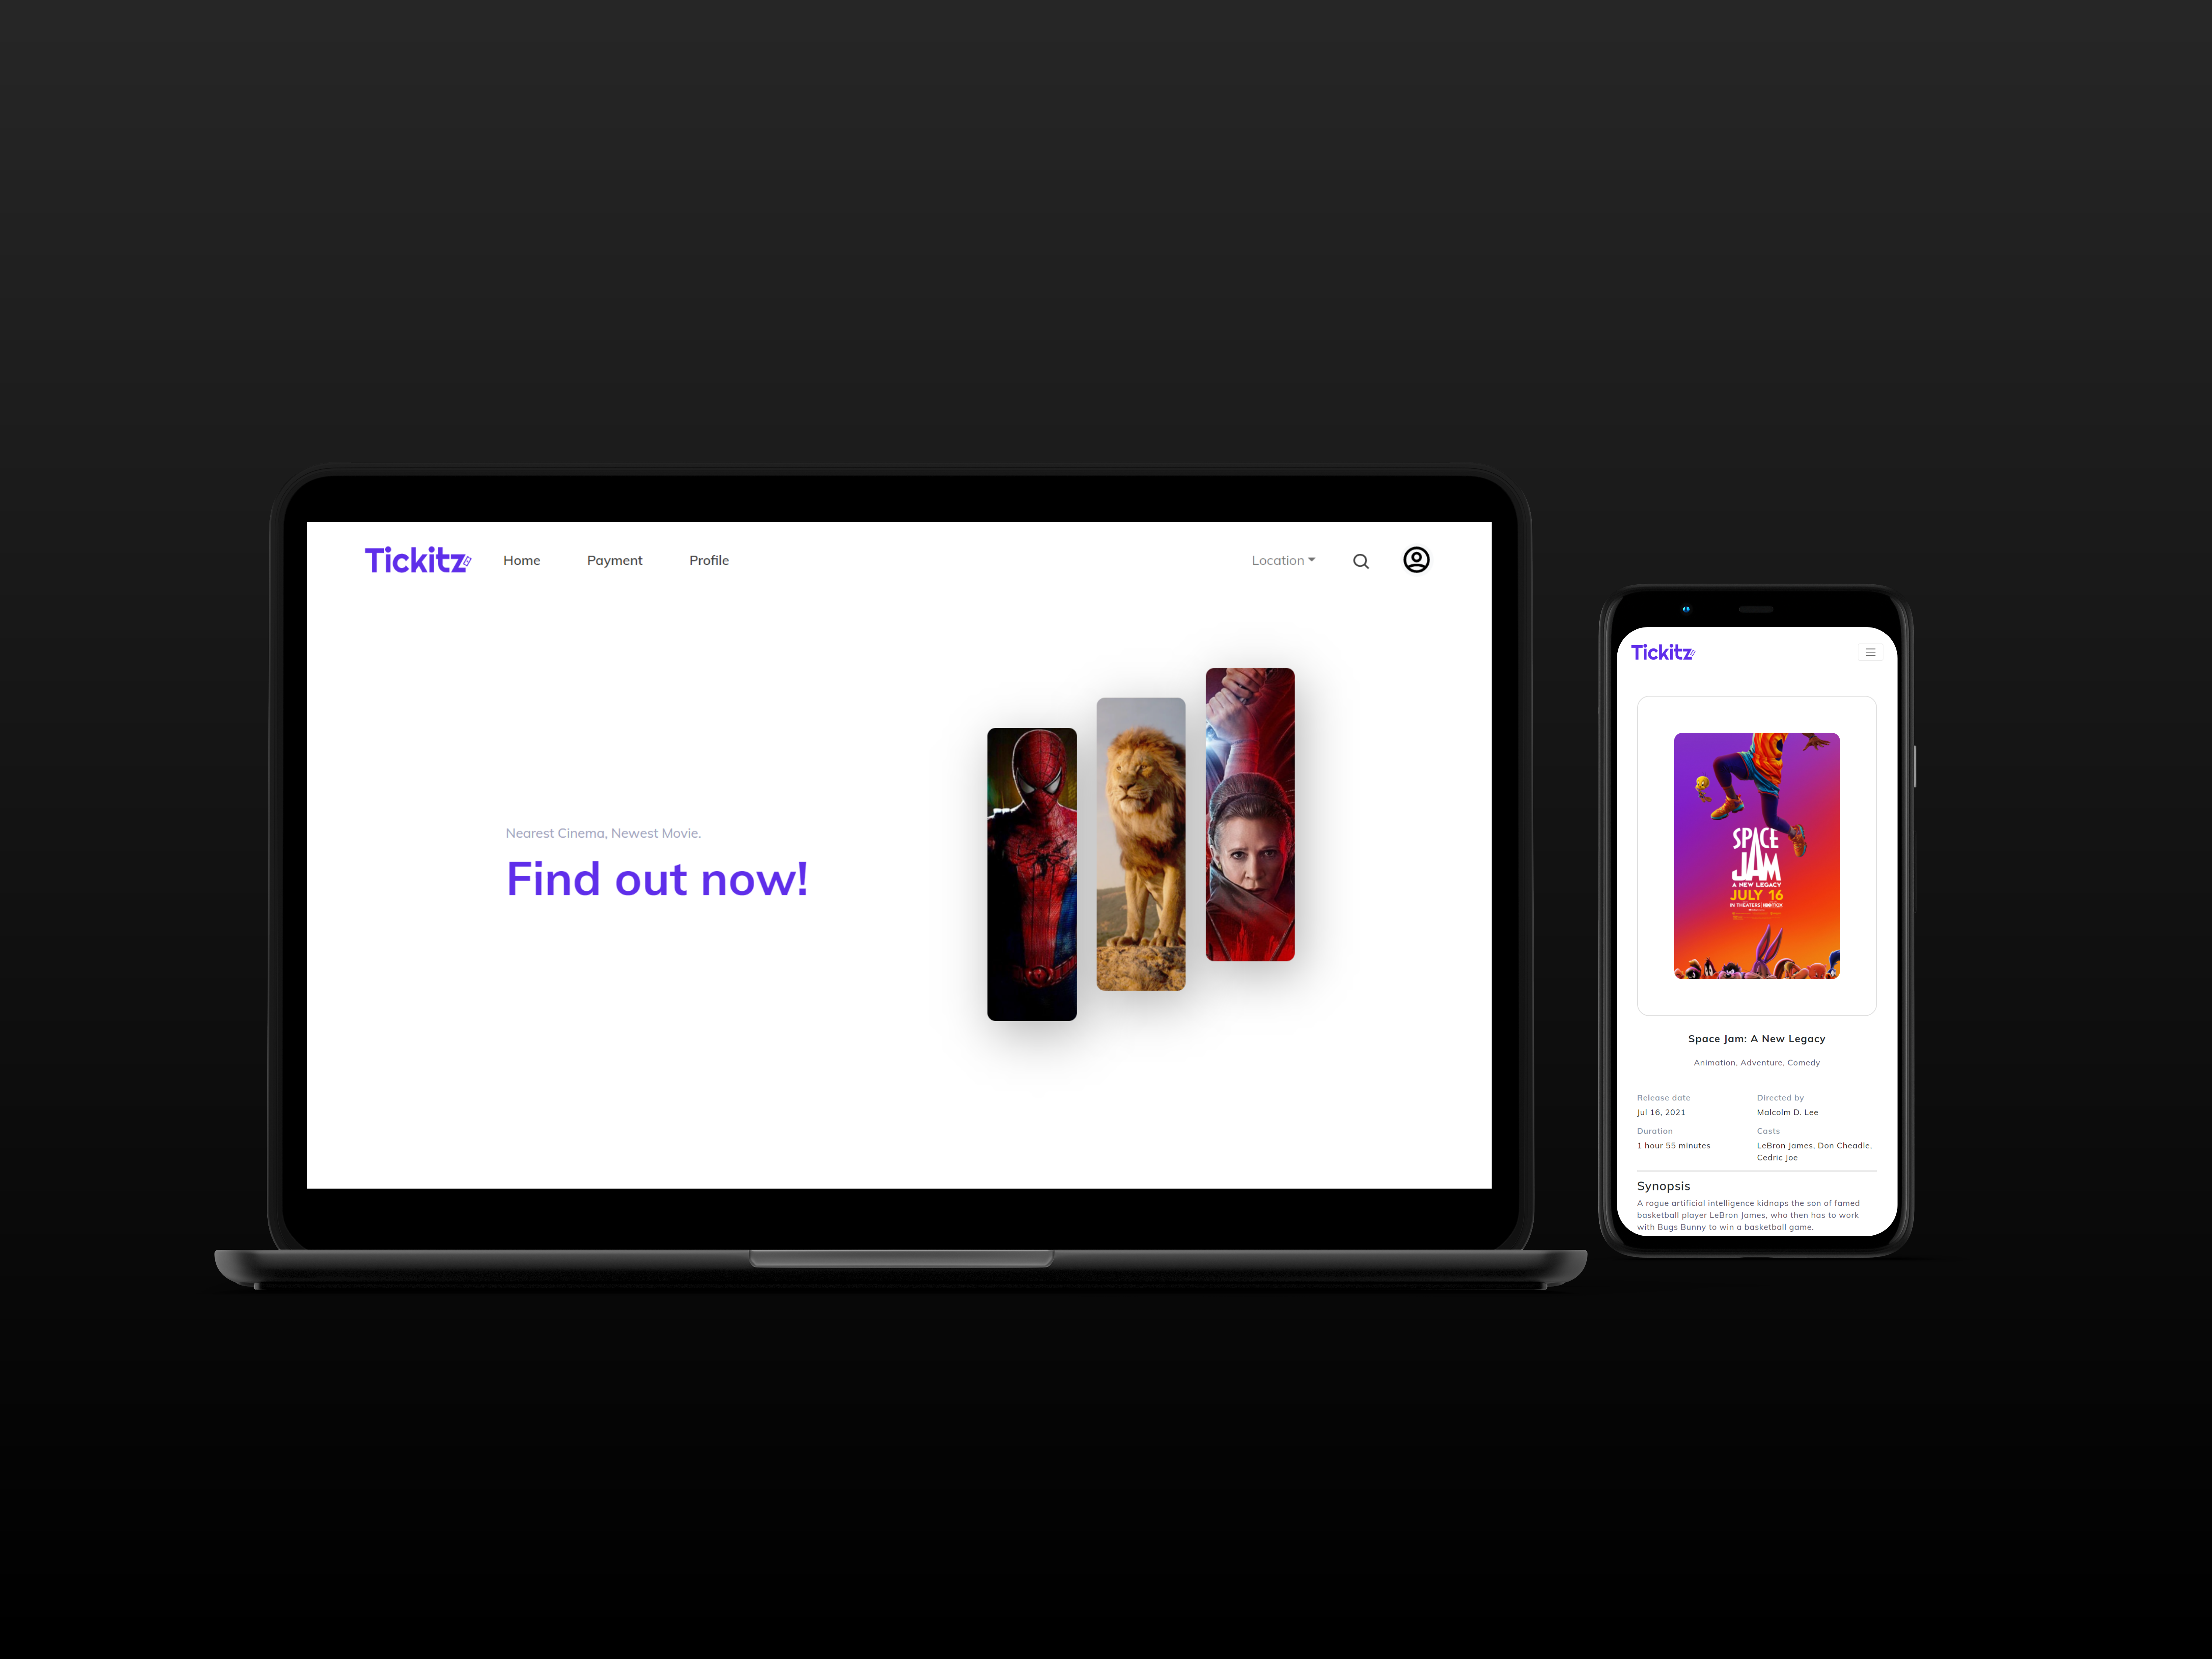 Tickitz
Home Payment Profile
Location
Nearest Cinema, Newest Movie.
Find out now!
Tickitz
SPACE
JAM
A NEW LEGACY
JULY 16
IN THEATERS HBO MAX
Space Jam: A New Legacy
Animation, Adventure, Comedy
Release date Directed by
Jul 16, 2021 Malcolm D. Lee
Duration Casts
1 hour 55 minutes LeBron James, Don Cheadle,
Cedric Joe
Synopsis
A rogue artificial intelligence kidnaps the son of famed
basketball player LeBron James, who then has to work
with Bugs Bunny to win a basketball game.